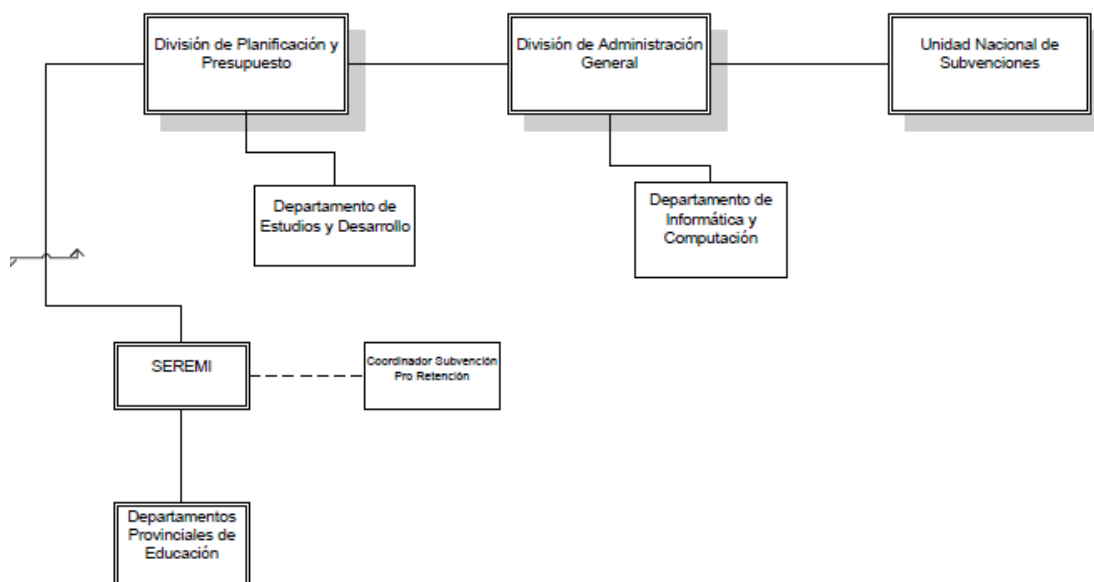 División de Planificación y
Presupuesto
División de Administración
General
Unidad Nacional de
Subvenciones
Departamento de
Estudios y Desarrollo
Departamento de
Informática y
Computación
SEREMI
Coordinador Subvención
Pro Retención
Departamentos
Provinciales de
Educación